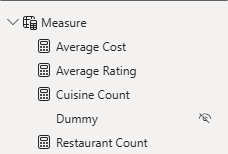 Measure
Average Cost
Average Rating
Cuisine Count
Dummy
Restaurant Count